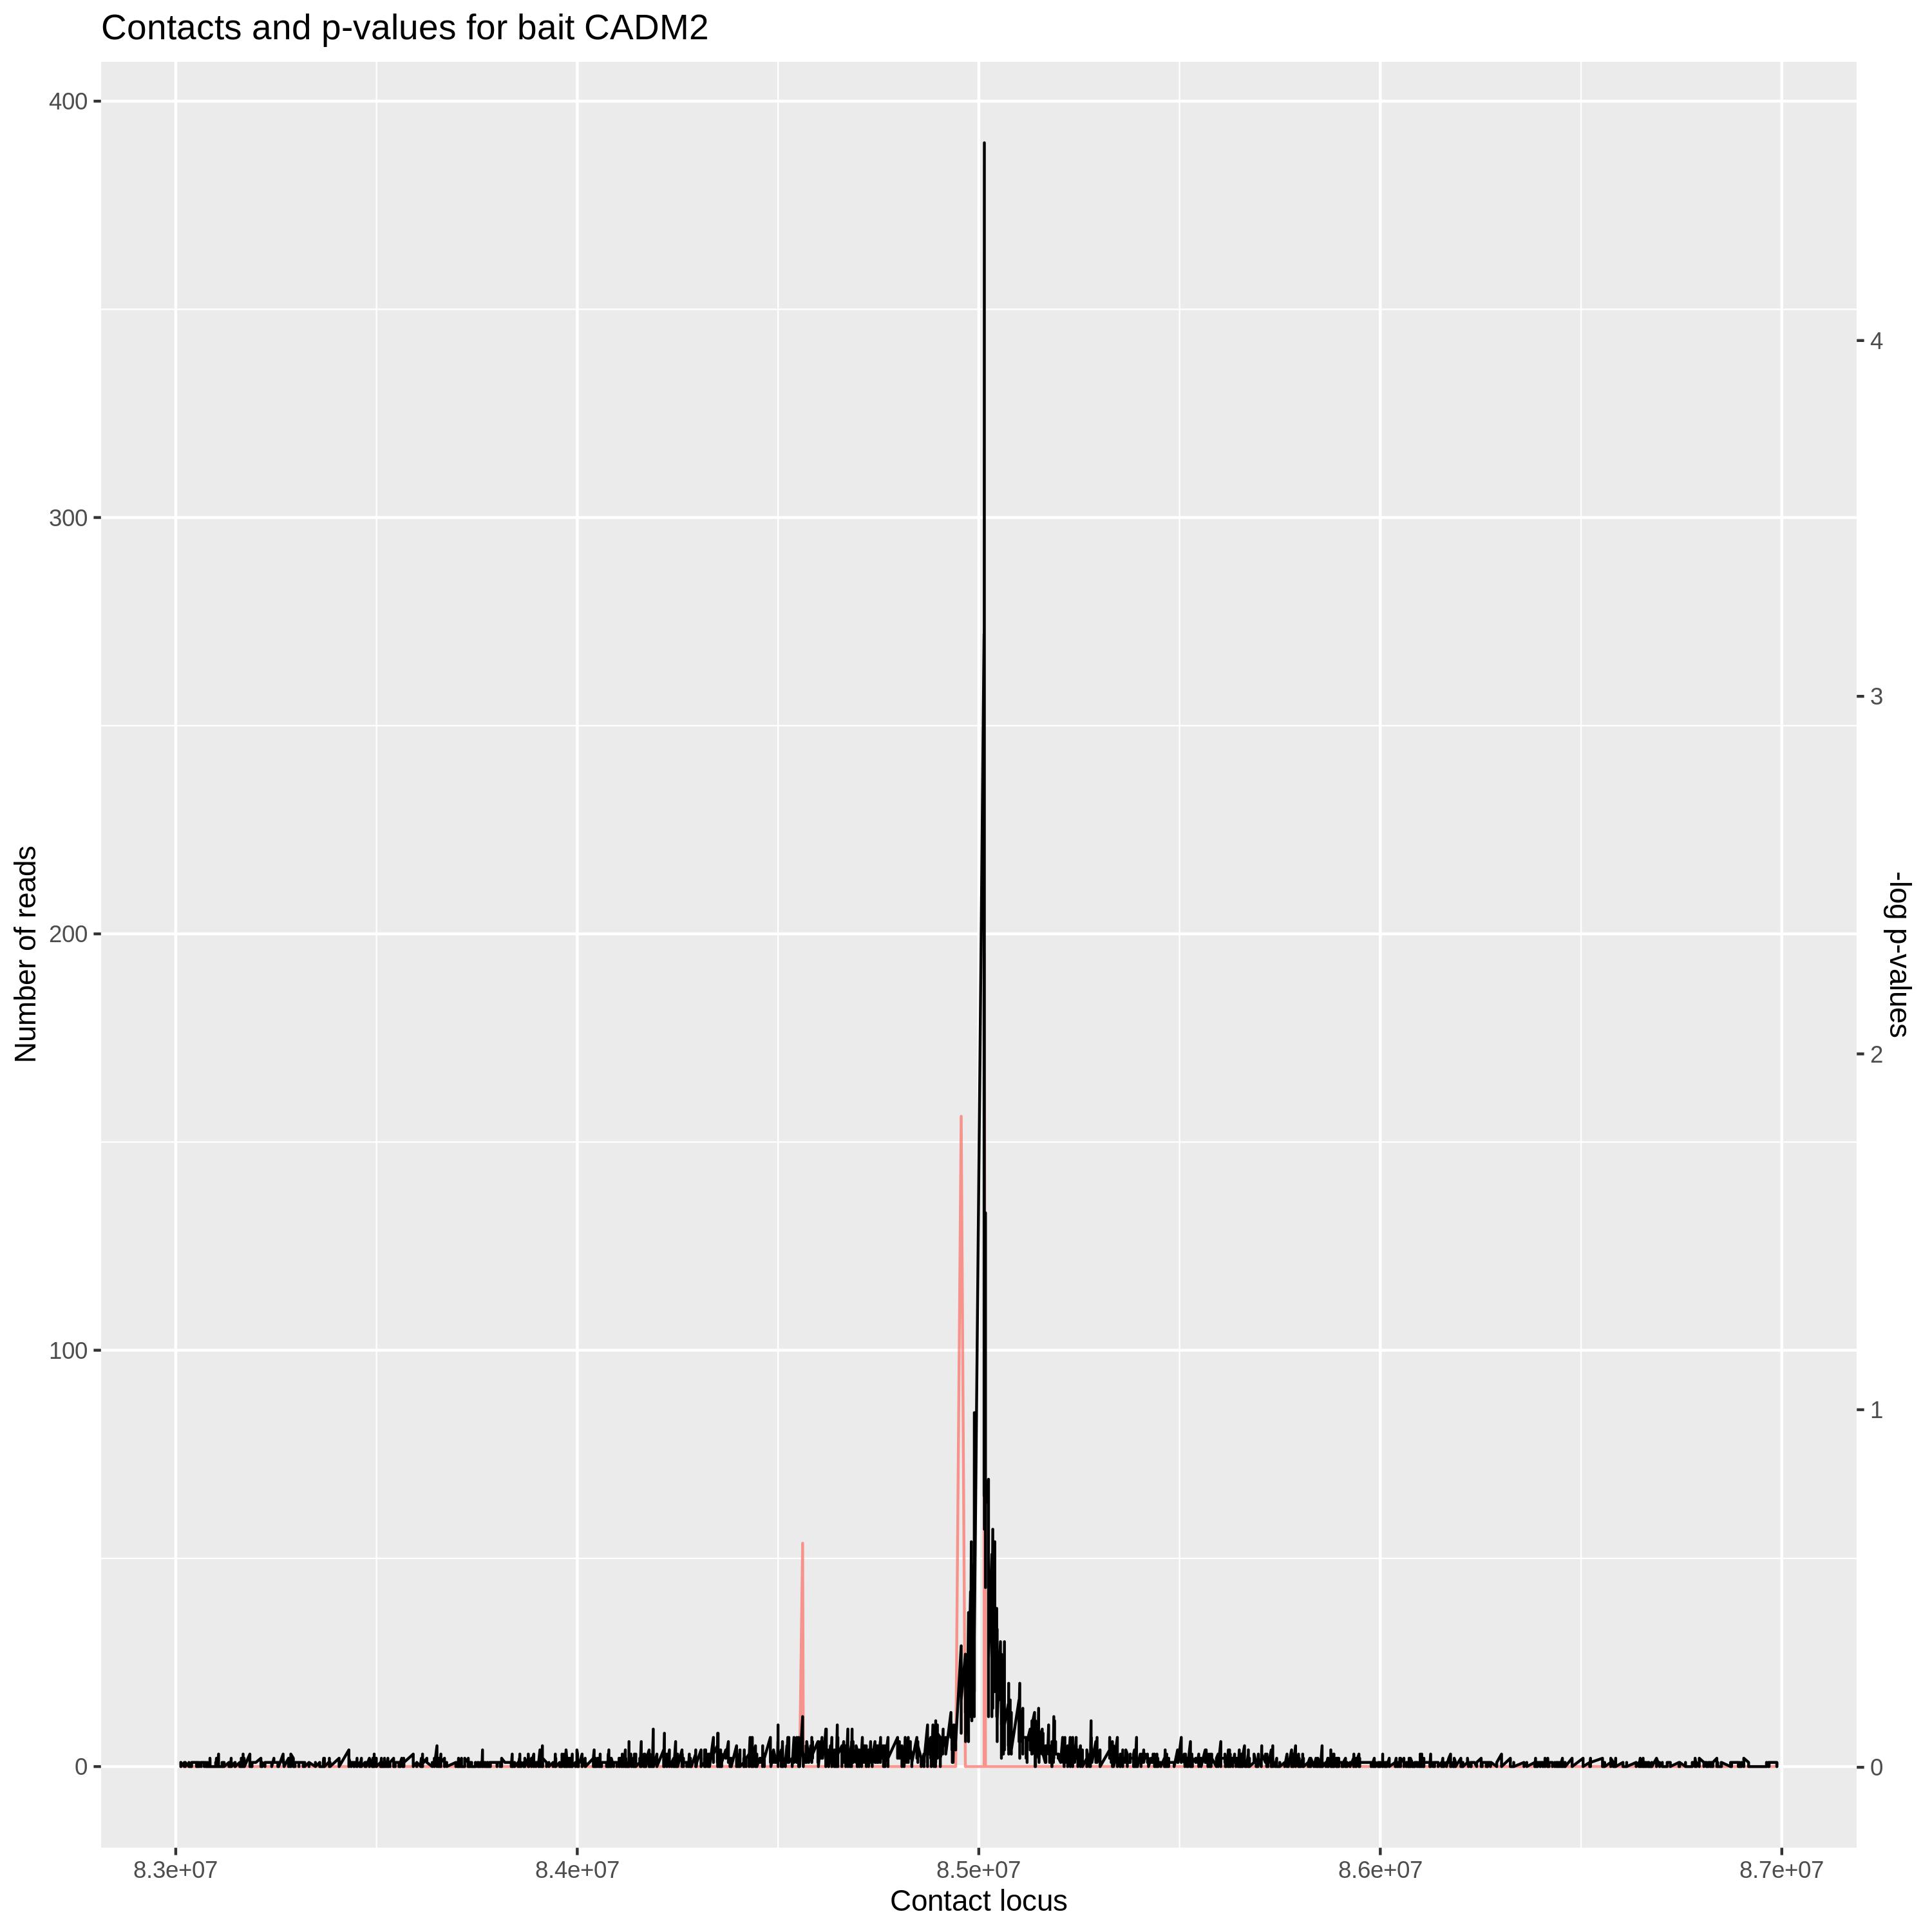 Contacts and p-values for bait CADM2
400
300
200
100
0
Number of reads
4
3
2
1
0
-log p-values
8.3e+07
8.4e+07
8.5e+07
8.6e+07
8.7e+07
Contact locus